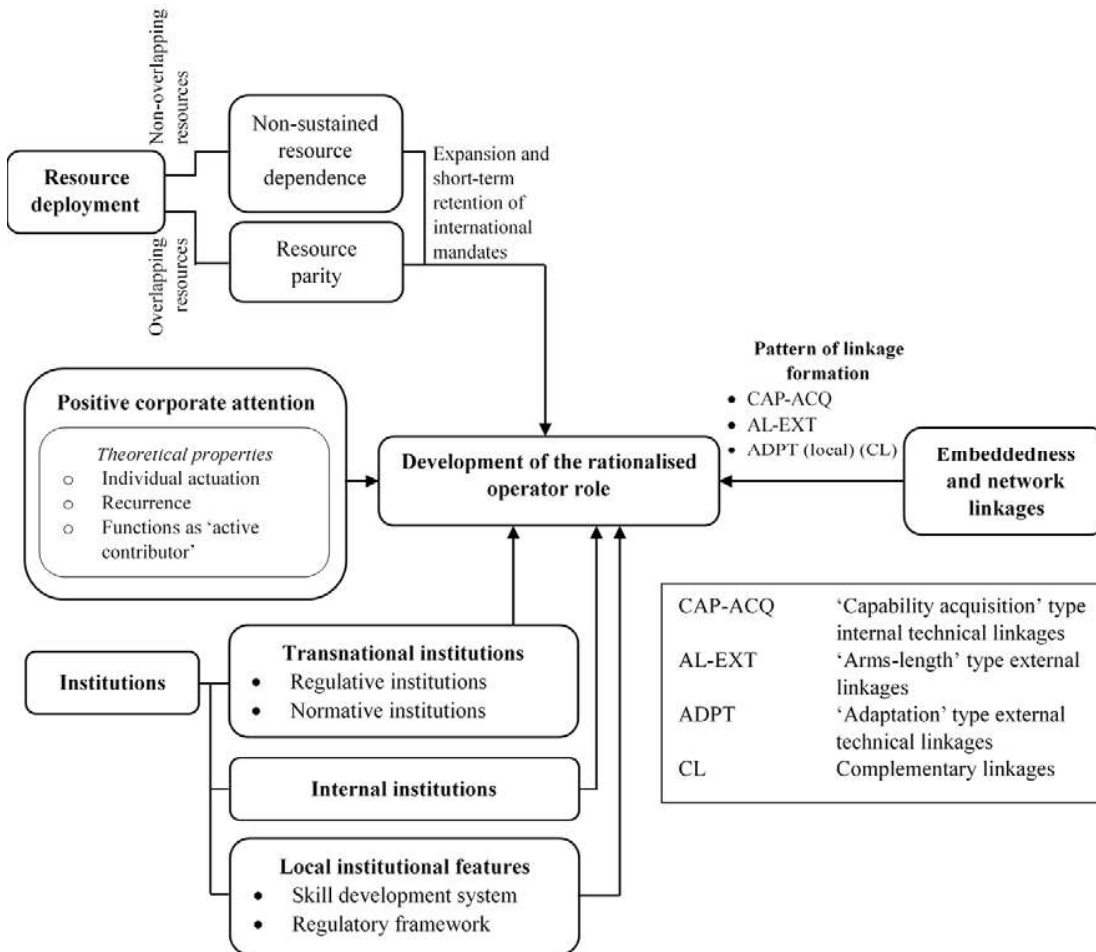 Non-overlapping
resources
Resource
deployment
Overlapping
resources
Non-sustained
resource
dependence
Resource
parity
Expansion and
short-term
retention of
international
mandates
Positive corporate attention
Theoretical properties
o Individual actuation
o Recurrence
o Functions as ‘active
contributor’
Development of the rationalised
operator role
Pattern of linkage
formation
• CAP-ACQ
• AL-EXT
• ADPT (local) (CL)
Embeddedness
and network
linkages
Institutions
Transnational institutions
• Regulative institutions
• Normative institutions
Internal institutions
Local institutional features
• Skill development system
• Regulatory framework
CAP-ACQ ‘Capability acquisition’ type
internal technical linkages
AL-EXT ‘Arms-length’ type external
linkages
ADPT ‘Adaptation’ type external
technical linkages
CL Complementary linkages